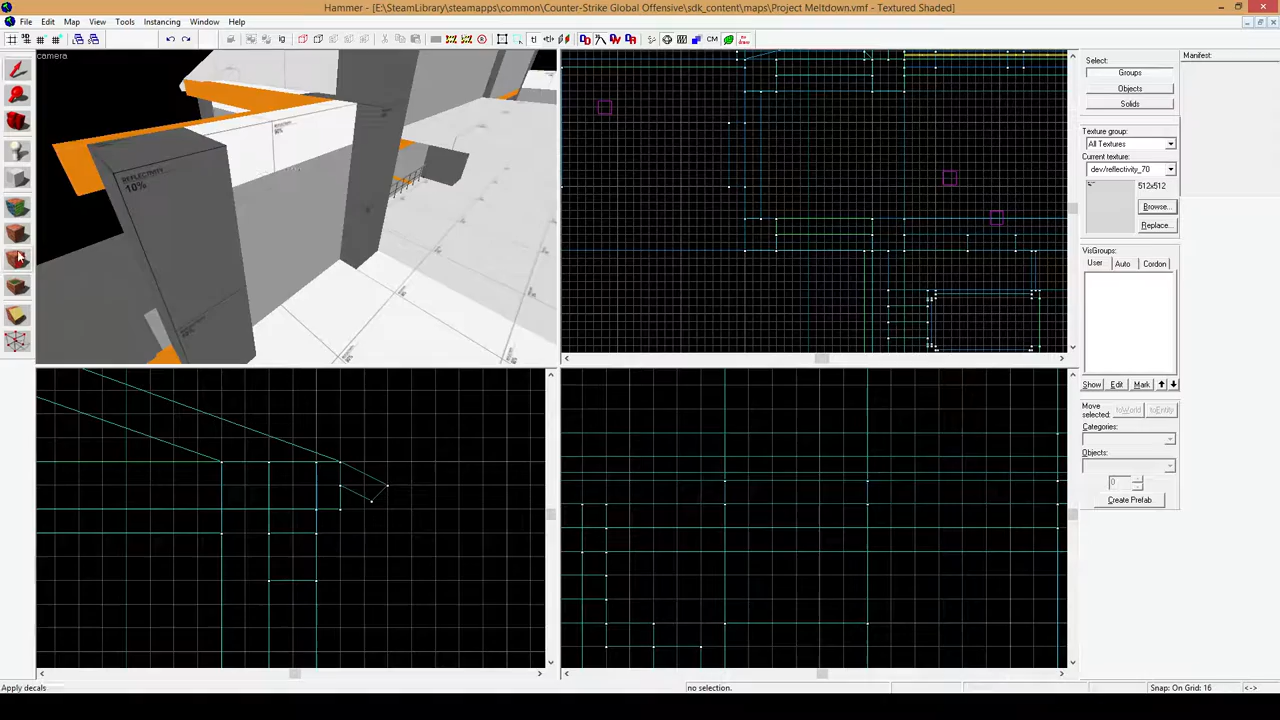 Hammer - [E:\SteamLibrary\steamapps\common\Counter-Strike Global Offensive\sdk_content\maps\Project Meltdown.vmf - Textured Shaded]
File Edit Map View Tools Instancing Window Help
camera
REFLECTIVITY
10%
Select:
Groups
Objects
Solids
Texture group:
All Textures
Current texture:
dev/reflectivity_70
512x512
Browse...
Replace...
VisGroups:
User Auto Cordon
Show Edit Mark
Move selected:
toWorld toEntity
Categories:
Objects:
0
Create Prefab
Manifest:
Apply decals
no selection.
Snap: On Grid: 16
<->